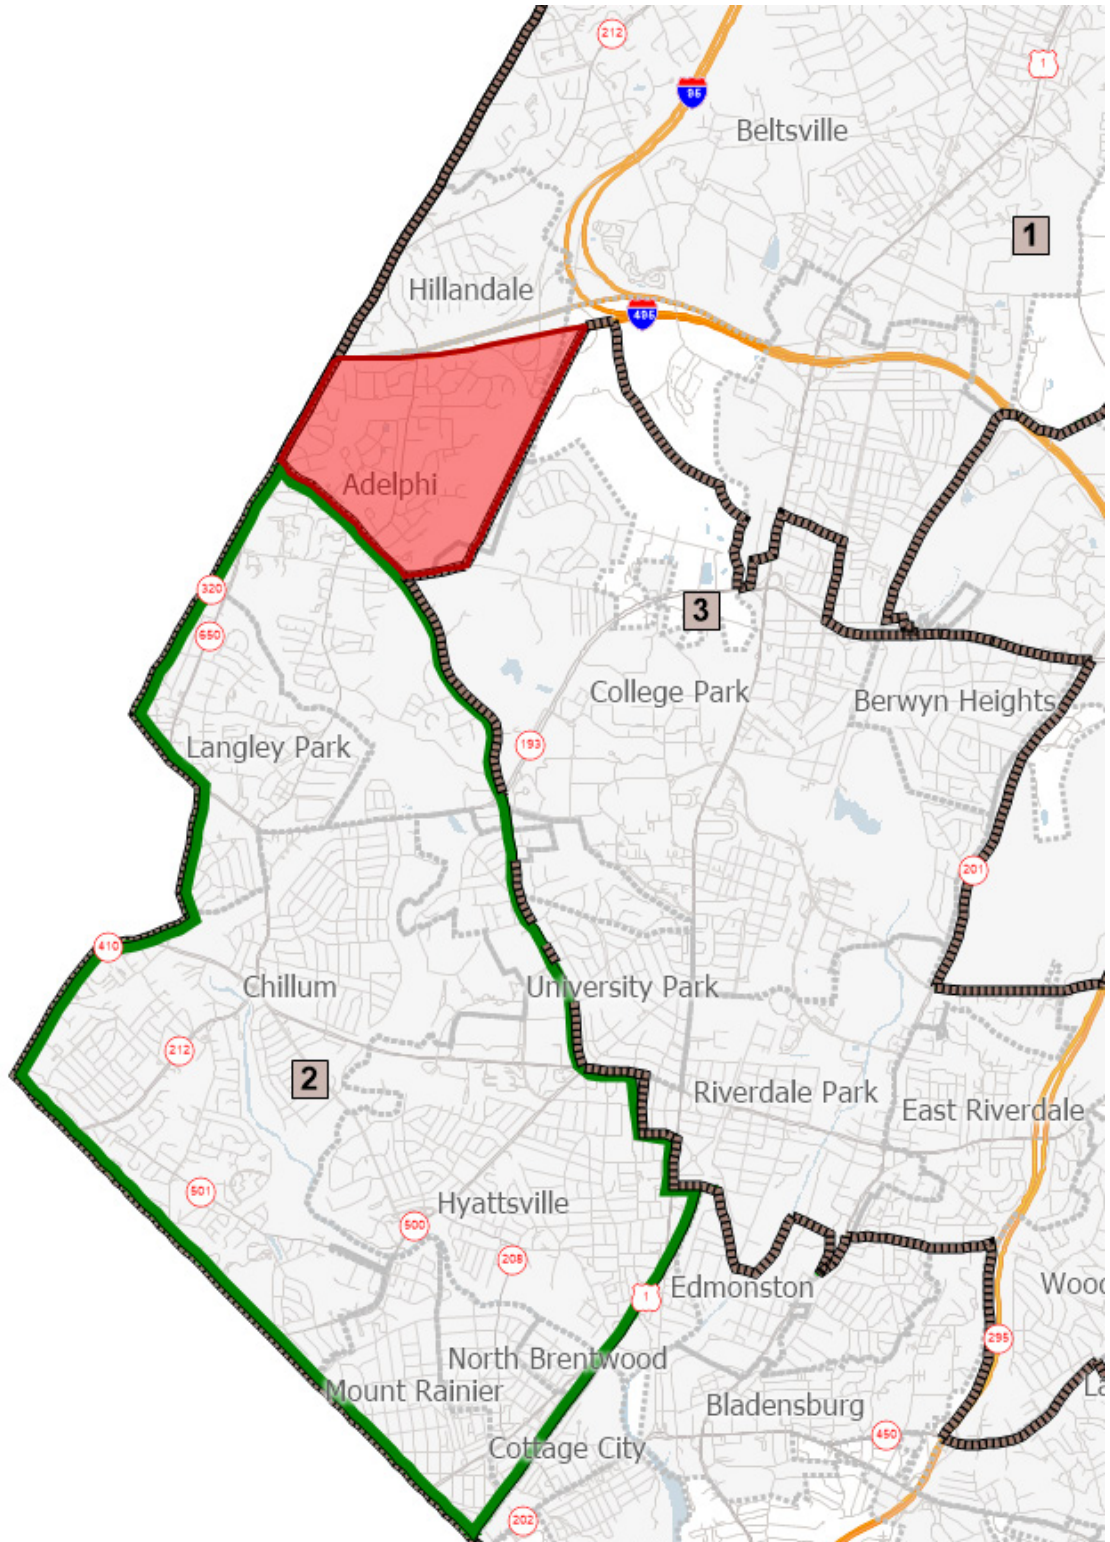 212
95
1
Beltsville
1
Hillandale
495
Adelphi
320
3
650
College Park
Berwyn Heights
193
Langley Park
201
410
Chillum
University Park
212
2
Riverdale Park
East Riverdale
501
Hyattsville
500
208
Edmonston
Wooc
1
295
North Brentwood
Mount Rainier
La
Bladensburg
450
Cottage City
202